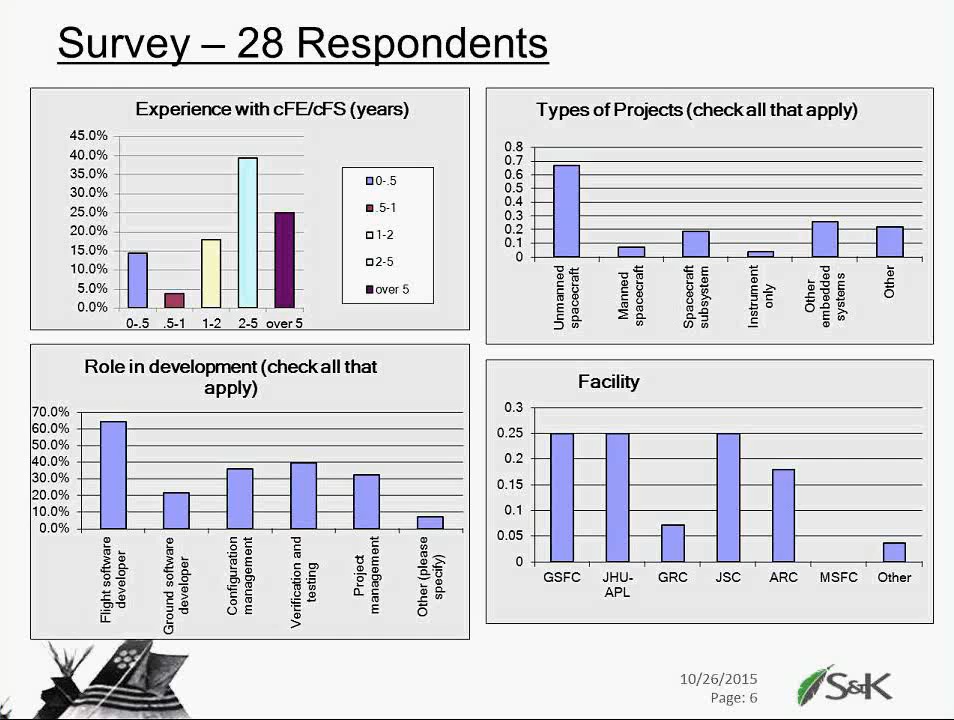 Survey – 28 Respondents
Experience with cFE/cFS (years)
45.0%
40.0%
35.0%
30.0%
25.0%
20.0%
15.0%
10.0%
5.0%
0.0%
0-.5 .5-1 1-2 2-5 over 5
0-.5
.5-1
1-2
2-5
over 5
Types of Projects (check all that apply)
0.8
0.7
0.6
0.5
0.4
0.3
0.2
0.1
0
Unmanned
spacecraft
Manned
spacecraft
Spacecraft
subsystem
Instrument
only
Other
embedded
systems
Other
Role in development (check all that
apply)
70.0%
60.0%
50.0%
40.0%
30.0%
20.0%
10.0%
0.0%
Flight software
developer
Ground software
developer
Configuration
management
Verification and
testing
Project
management
Other (please
specify)
Facility
0.3
0.25
0.2
0.15
0.1
0.05
0
GSFC JHU- GRC JSC ARC MSFC Other
APL
10/26/2015
Page: 6
S&K